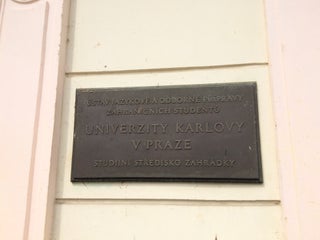 ÚSTAV JAZYKOVÉ A ODBORNÉ PŘÍPRAVY
ZAHRANIČNÍCH STUDENTŮ
UNIVERZITY KARLOVY
V PRAZE
STUDIJNÍ STŘEDISKO ZAHRÁDKY